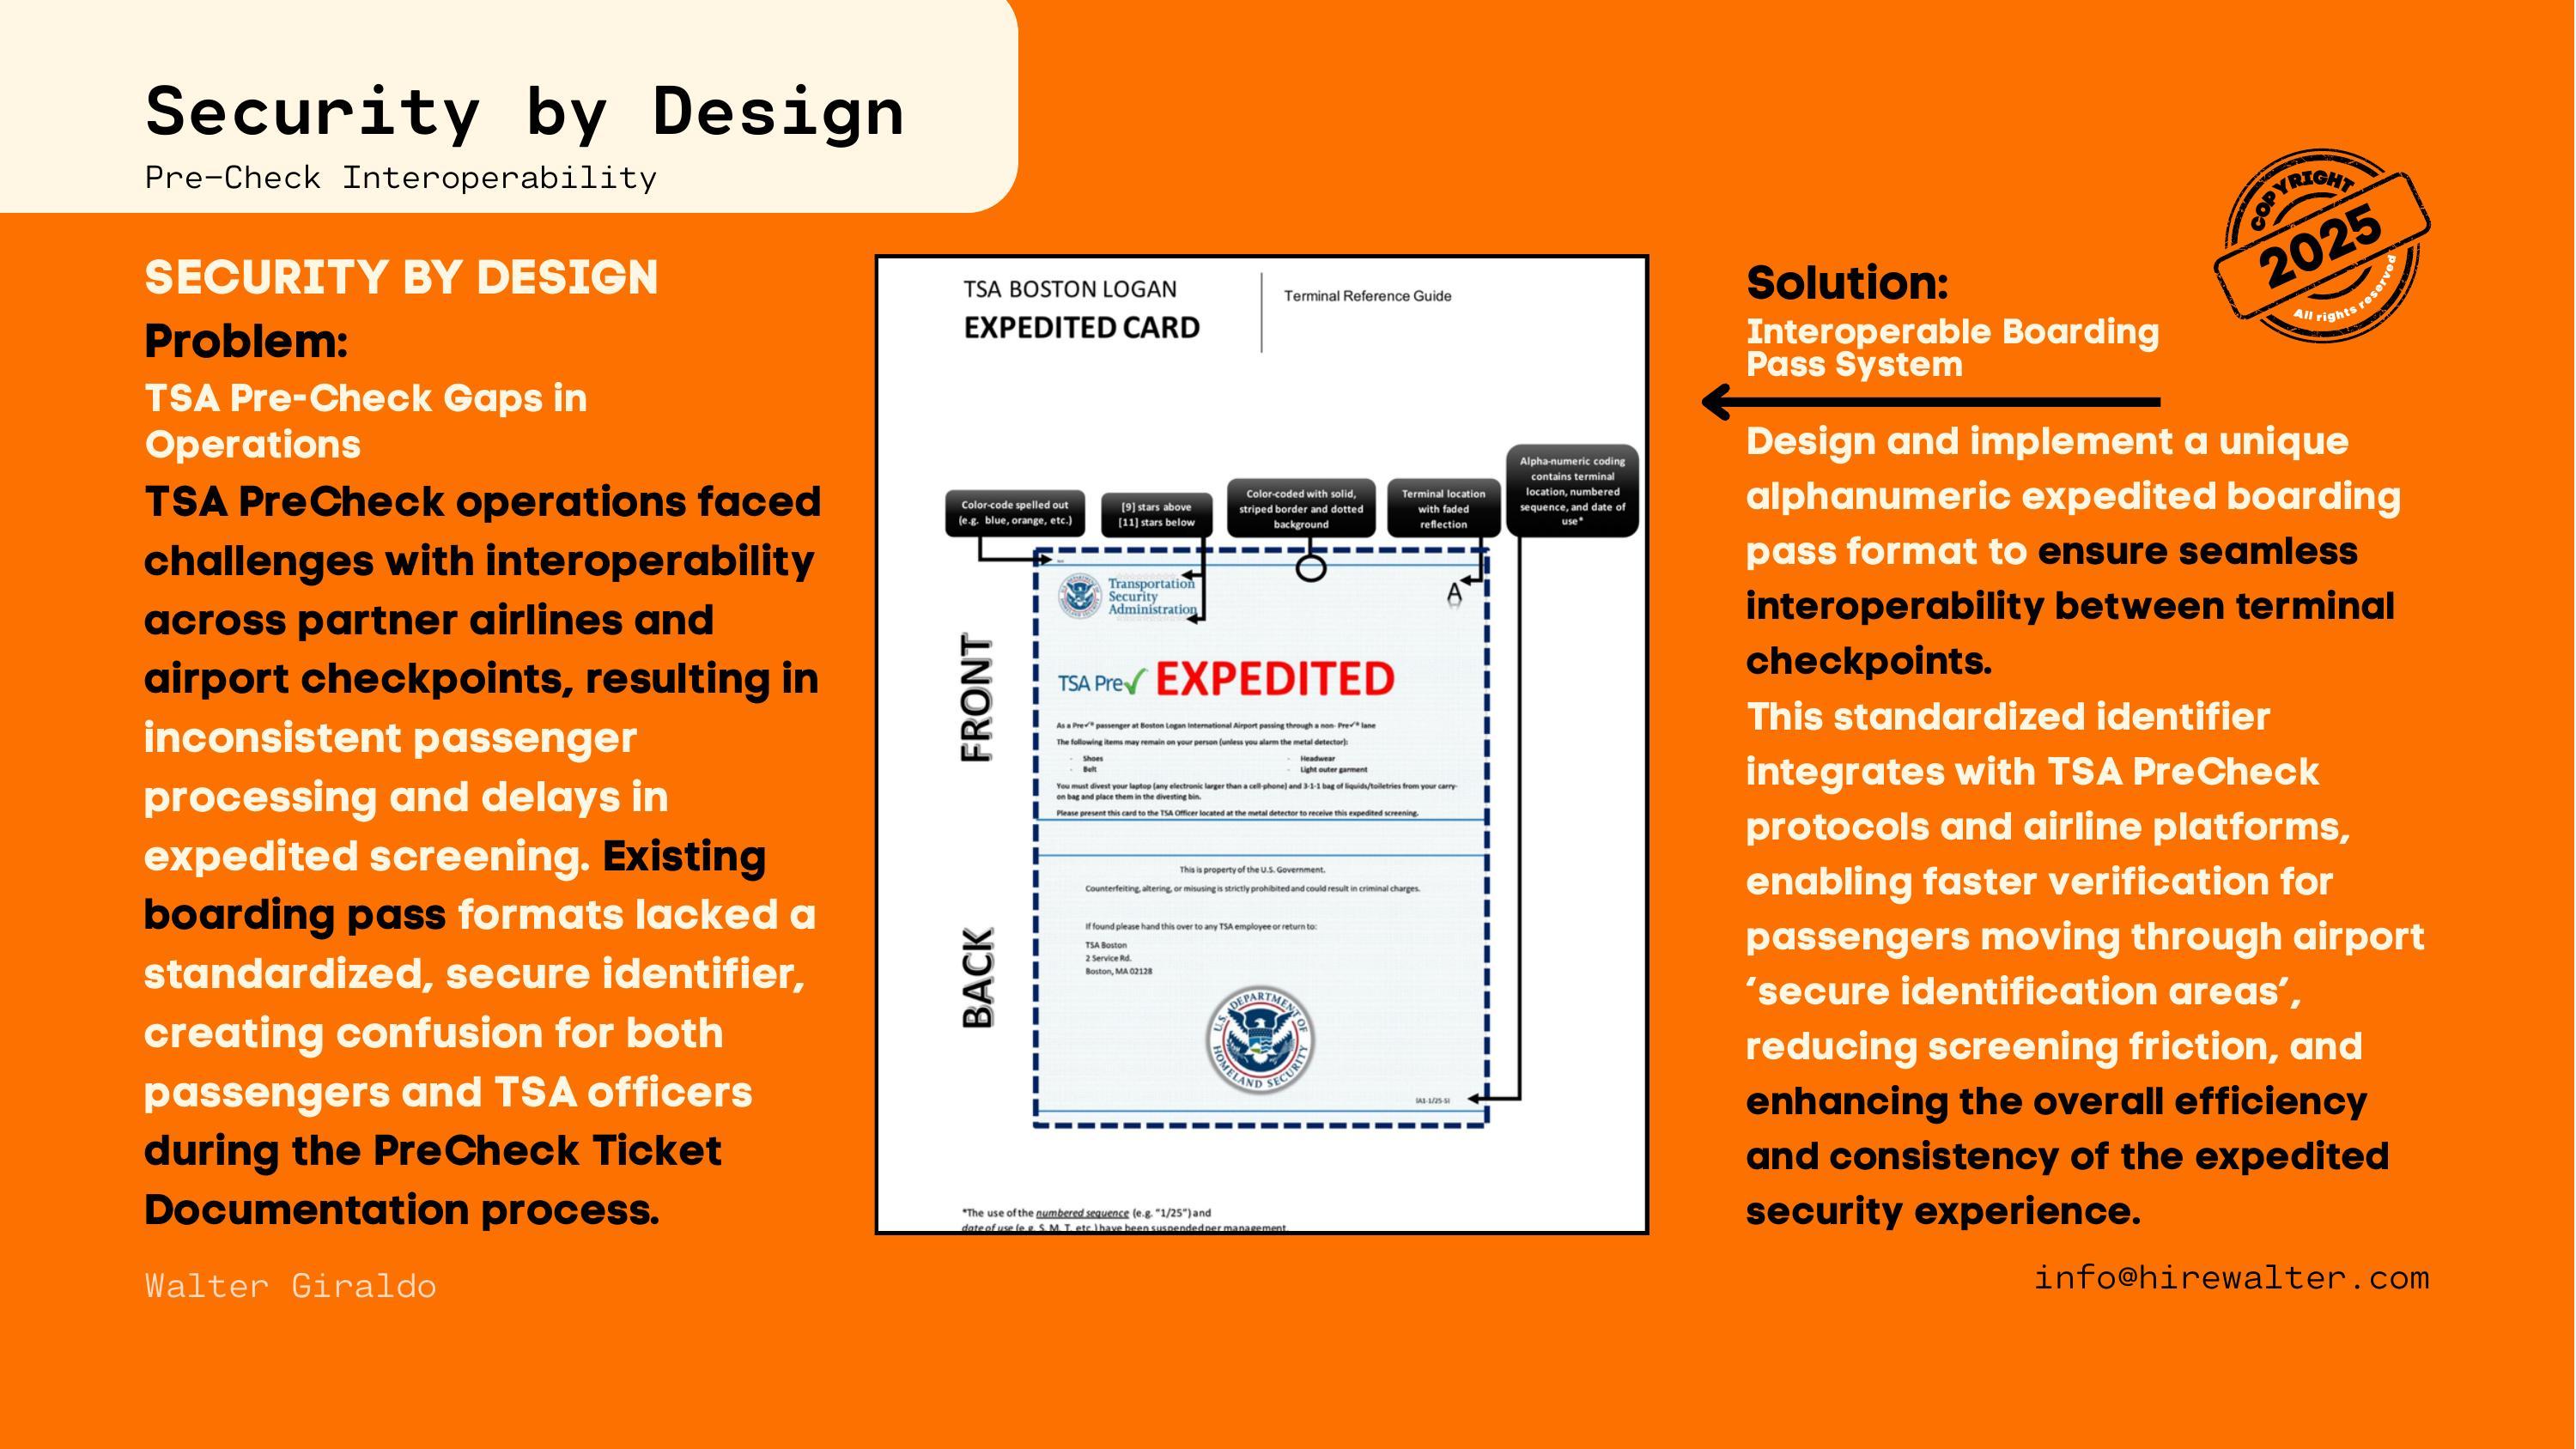 Security by Design
Pre-Check Interoperability
COPYRIGHT
2025
All rights reserved
SECURITY BY DESIGN
Problem:
TSA Pre-Check Gaps in
Operations
TSA PreCheck operations faced
challenges with interoperability
across partner airlines and
airport checkpoints, resulting in
inconsistent passenger
processing and delays in
expedited screening. Existing
boarding pass formats lacked a
standardized, secure identifier,
creating confusion for both
passengers and TSA officers
during the PreCheck Ticket
Documentation process.
Walter Giraldo
TSA BOSTON LOGAN
EXPEDITED CARD
Terminal Reference Guide
Color-code spelled out
(e.g. blue, orange, etc.)
[9] stars above
[11] stars below
Color-coded with solid,
striped border and dotted
background
Terminal location
with faded
reflection
Alpha-numeric coding
contains terminal
location, numbered
sequence, and date of
use*
FRONT
Transportation
Security
Administration
A
TSA Pre✓ EXPEDITED
As a Pre✓® passenger at Boston Logan International Airport passing through a non- Pre✓® lane
The following items may remain on your person (unless you alarm the metal detector):
- Shoes
- Belt
- Headwear
- Light outer garment
You must divest your laptop (any electronic larger than a cell-phone) and 3-1-1 bag of liquids/toiletries from your carry-
on bag and place them in the divesting bin.
Please present this card to the TSA Officer located at the metal detector to receive this expedited screening.
BACK
This is property of the U.S. Government.
Counterfeiting, altering, or misusing is strictly prohibited and could result in criminal charges.
If found please hand this over to any TSA employee or return to:
TSA Boston
2 Service Rd.
Boston, MA 02128
U.S. DEPARTMENT OF
HOMELAND SECURITY
(A1-1/25-S)
*The use of the numbered sequence (e.g. "1/25") and
date of use (e.g. S, M, T, etc.) have been suspended per management.
Solution:
Interoperable Boarding
Pass System
Design and implement a unique
alphanumeric expedited boarding
pass format to ensure seamless
interoperability between terminal
checkpoints.
This standardized identifier
integrates with TSA PreCheck
protocols and airline platforms,
enabling faster verification for
passengers moving through airport
‘secure identification areas’,
reducing screening friction, and
enhancing the overall efficiency
and consistency of the expedited
security experience.
info@hirewalter.com